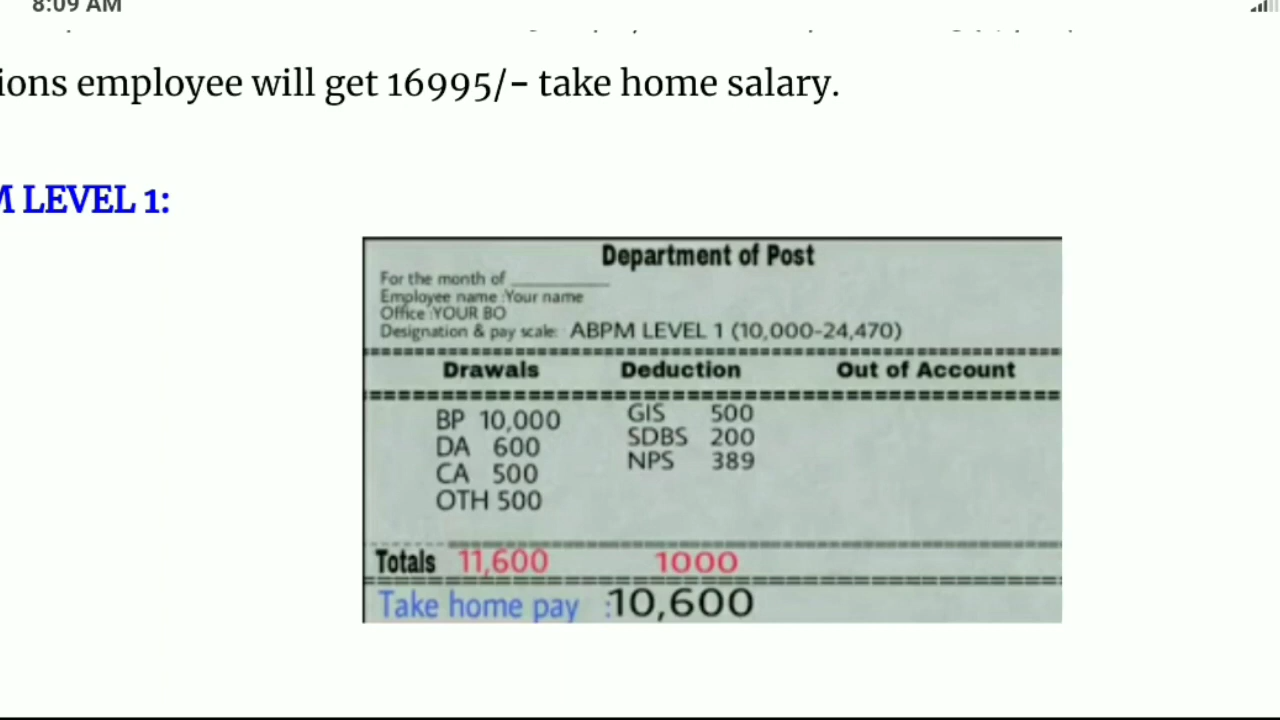 8:09 AM
ions employee will get 16995/- take home salary.
M LEVEL 1:
Department of Post
For the month of ________
Employee name :Your name
Office :YOUR BO
Designation & pay scale: ABPM LEVEL 1 (10,000-24,470)
Drawals Deduction Out of Account
BP 10,000 GIS 500
DA 600 SDBS 200
CA 500 NPS 389
OTH 500
Totals 11,600 1000
Take home pay :10,600